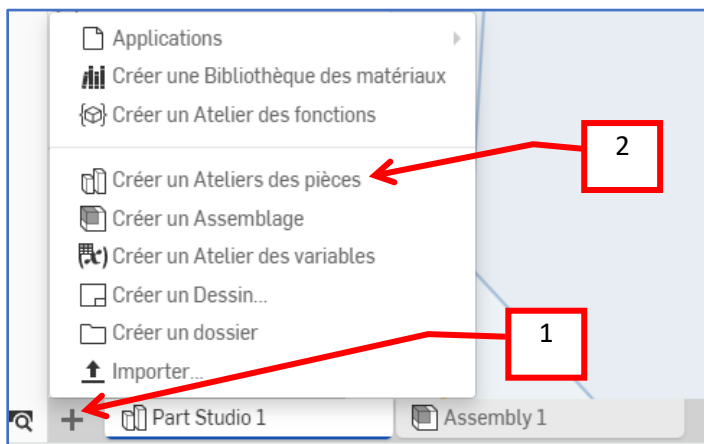 Applications
Créer une Bibliothèque des matériaux
Créer un Atelier des fonctions
2
Créer un Ateliers des pièces
Créer un Assemblage
Créer un Atelier des variables
Créer un Dessin...
Créer un dossier
1
Importer...
Part Studio 1
Assembly 1